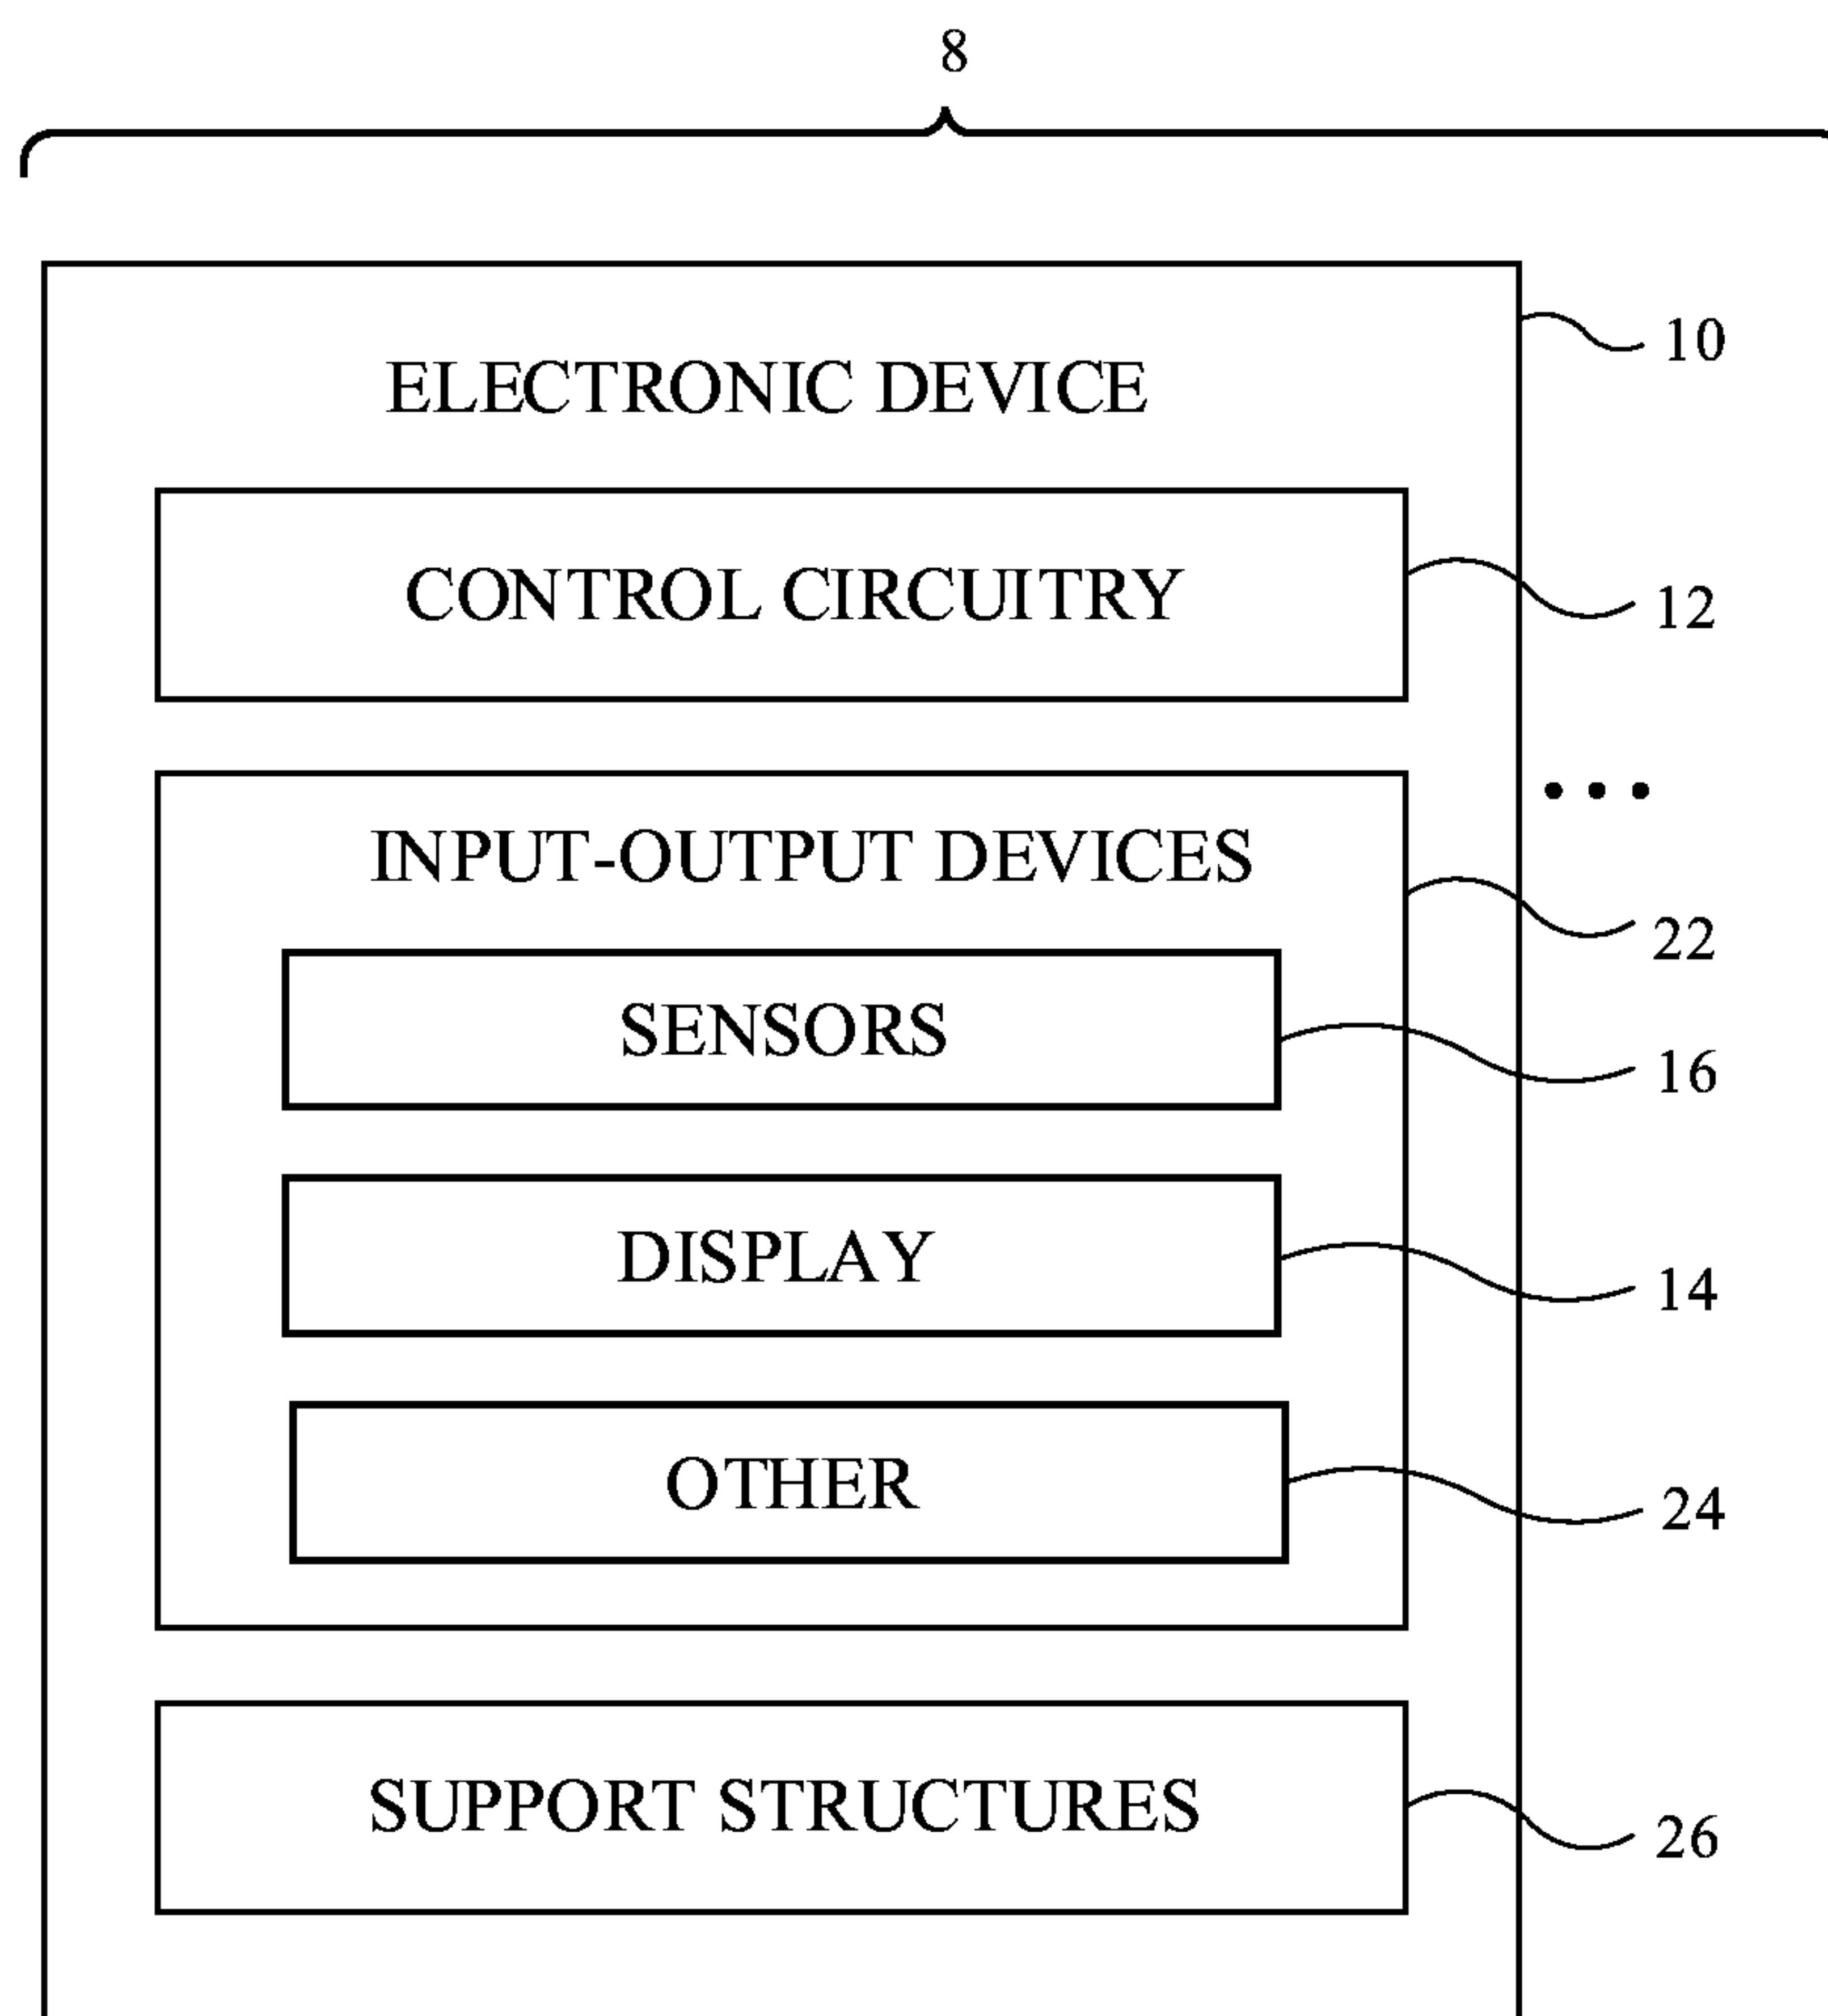 8
ELECTRONIC DEVICE
10
CONTROL CIRCUITRY
12
• • •
INPUT-OUTPUT DEVICES
22
SENSORS
16
DISPLAY
14
OTHER
24
SUPPORT STRUCTURES
26